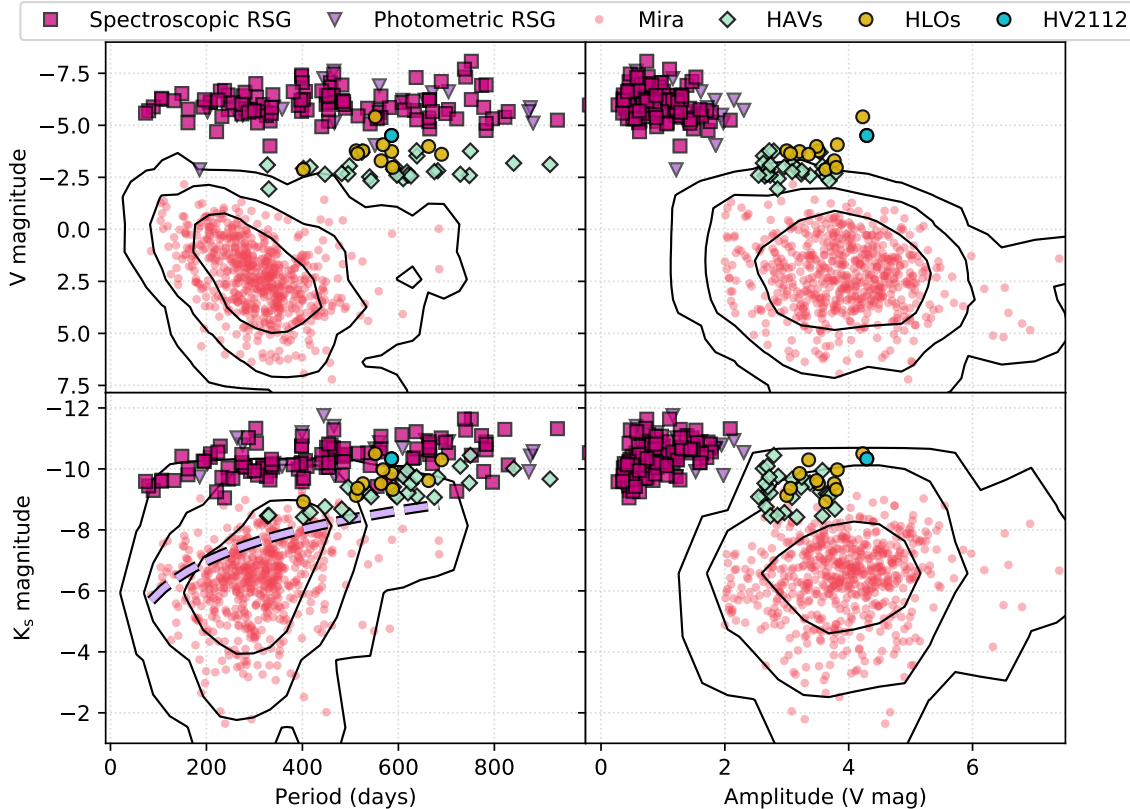 Spectroscopic RSG Photometric RSG Mira HAVs HLOs HV2112
−7.5
−5.0
−2.5
0.0
2.5
5.0
7.5
V magnitude
−12
−10
−8
−6
−4
−2
Kₛ magnitude
0 200 400 600 800
Period (days)
0 2 4 6
Amplitude (V mag)